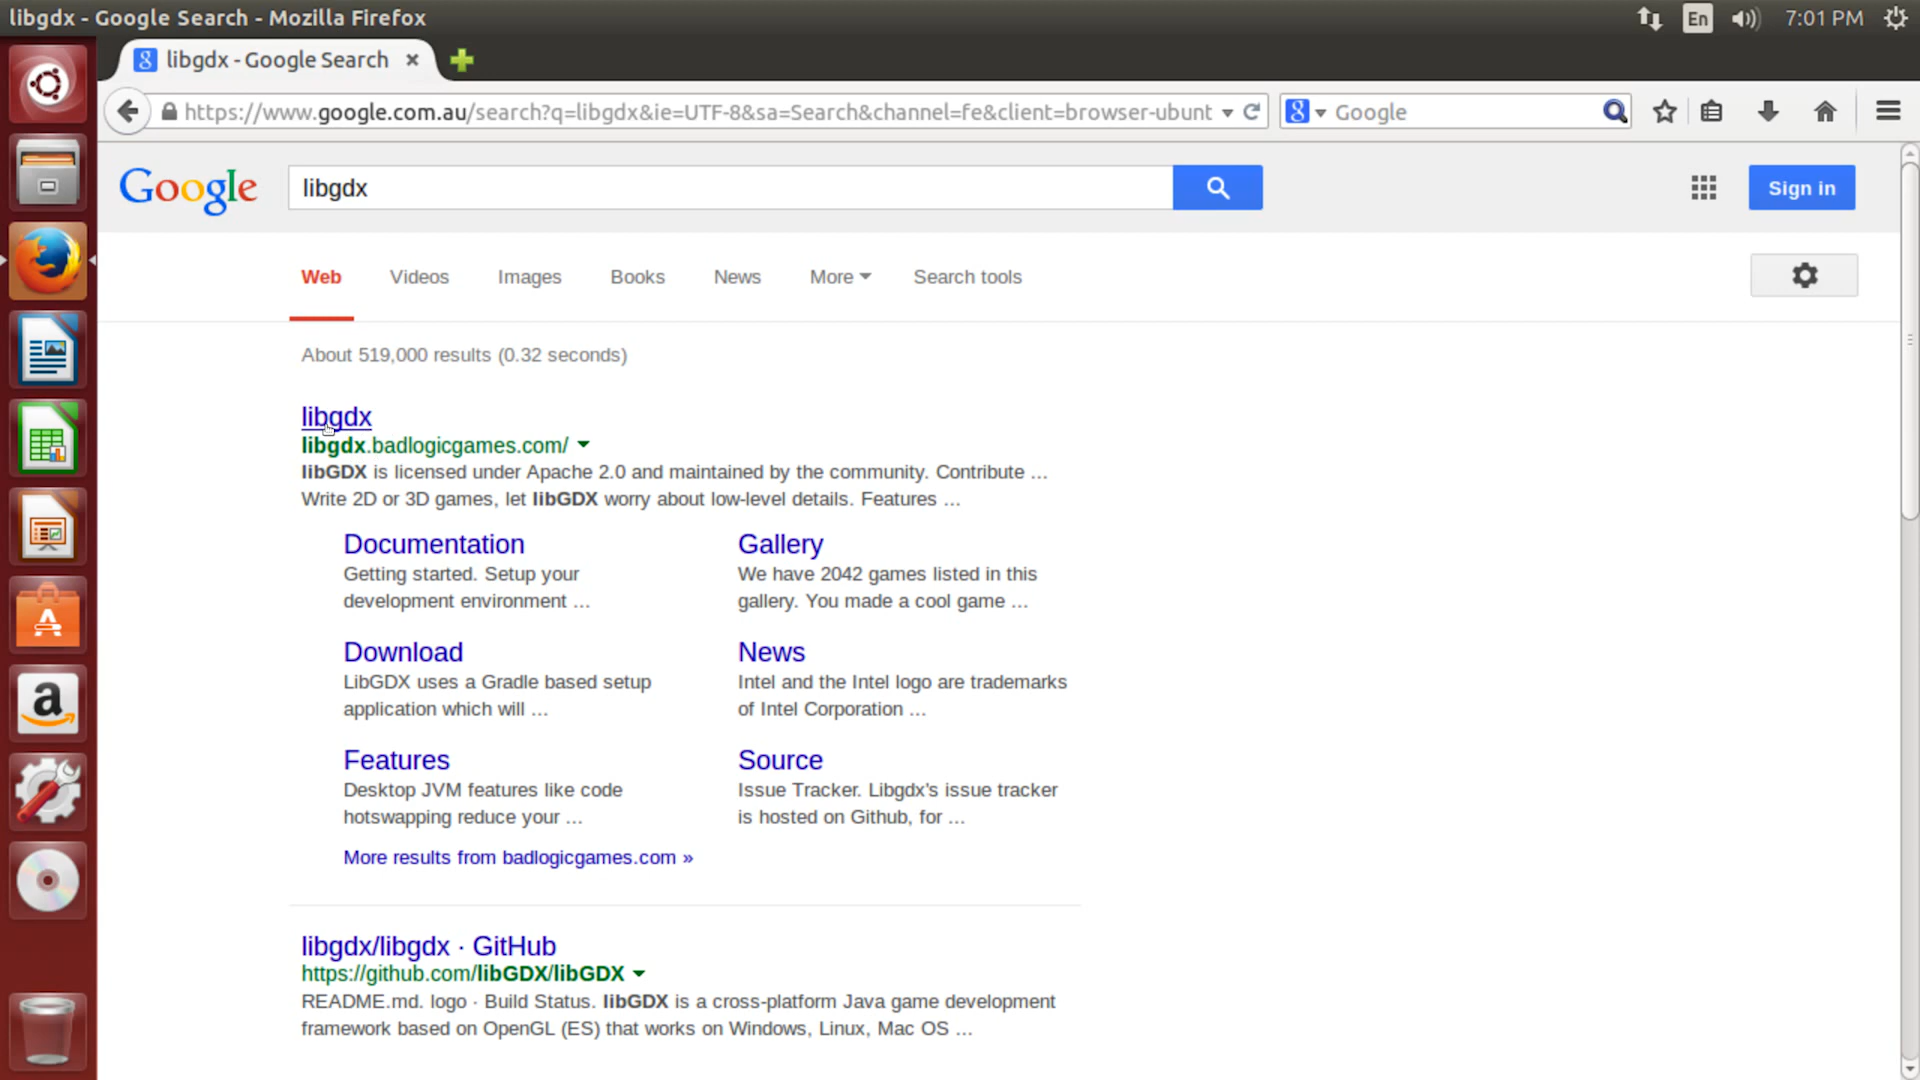 libgdx - Google Search - Mozilla Firefox
En
7:01 PM
libgdx - Google Search
https://www.google.com.au/search?q=libgdx&ie=UTF-8&sa=Search&channel=fe&client=browser-ubunt
Google
Google
libgdx
Sign in
Web
Videos
Images
Books
News
More
Search tools
About 519,000 results (0.32 seconds)
libgdx
libgdx.badlogicgames.com/
libGDX is licensed under Apache 2.0 and maintained by the community. Contribute ...
Write 2D or 3D games, let libGDX worry about low-level details. Features ...
Documentation
Getting started. Setup your
development environment ...
Gallery
We have 2042 games listed in this
gallery. You made a cool game ...
Download
LibGDX uses a Gradle based setup
application which will ...
News
Intel and the Intel logo are trademarks
of Intel Corporation ...
Features
Desktop JVM features like code
hotswapping reduce your ...
Source
Issue Tracker. Libgdx's issue tracker
is hosted on Github, for ...
More results from badlogicgames.com »
libgdx/libgdx · GitHub
https://github.com/libGDX/libGDX
README.md. logo · Build Status. libGDX is a cross-platform Java game development
framework based on OpenGL (ES) that works on Windows, Linux, Mac OS ...